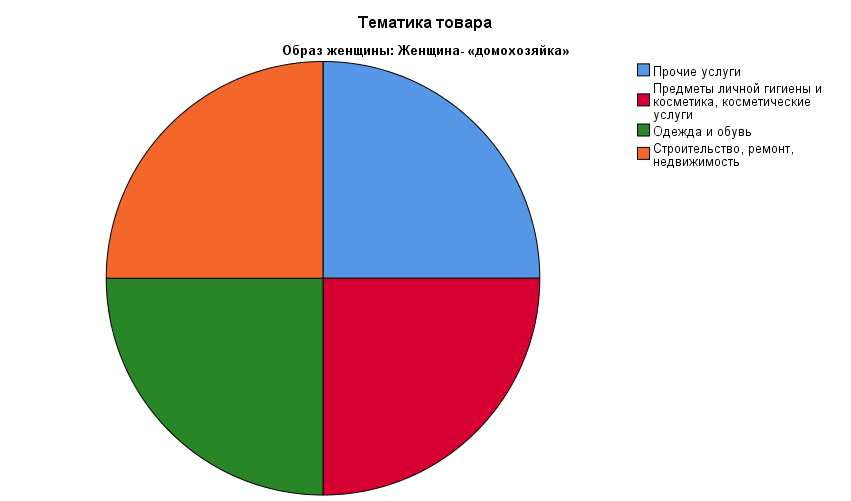 Тематика товара
Образ женщины: Женщина- «домохозяйка»
Прочие услуги
Предметы личной гигиены и
косметика, косметические
услуги
Одежда и обувь
Строительство, ремонт,
недвижимость